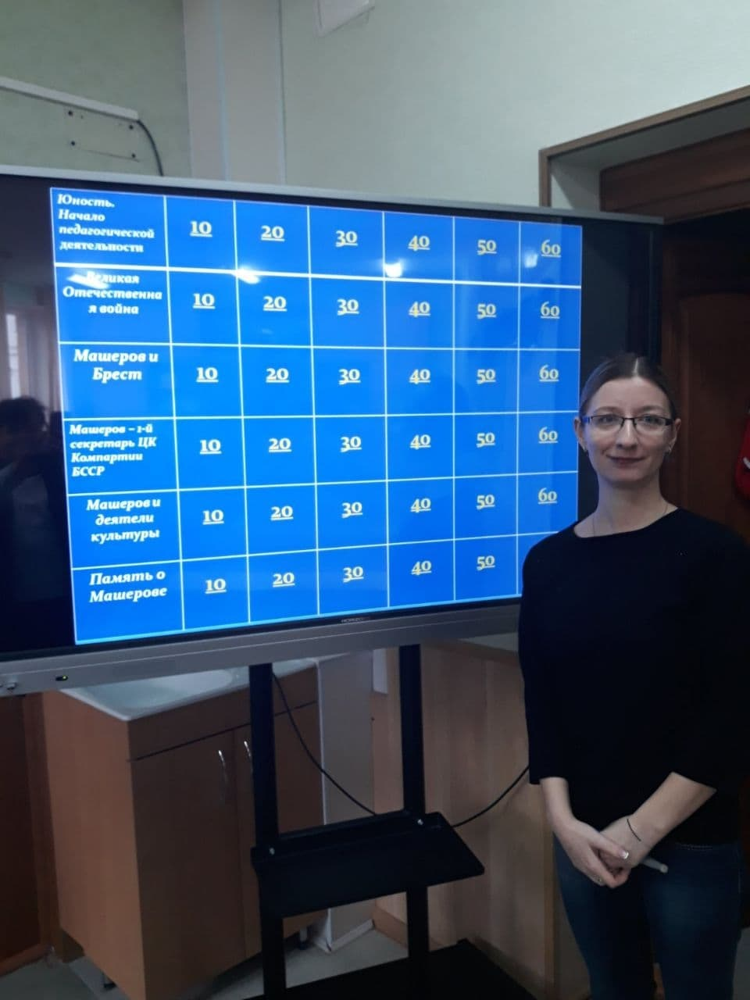 Юность.
Начало
педагогической
деятельности
10 20 30 40 50 60
Великая
Отечественна
я война
10 20 30 40 50 60
Машеров и
Брест
10 20 30 40 50 60
Машеров – 1-й
секретарь ЦК
Компартии
БССР
10 20 30 40 50 60
Машеров и
деятели
культуры
10 20 30 40 50 60
Память о
Машерове
10 20 30 40 50